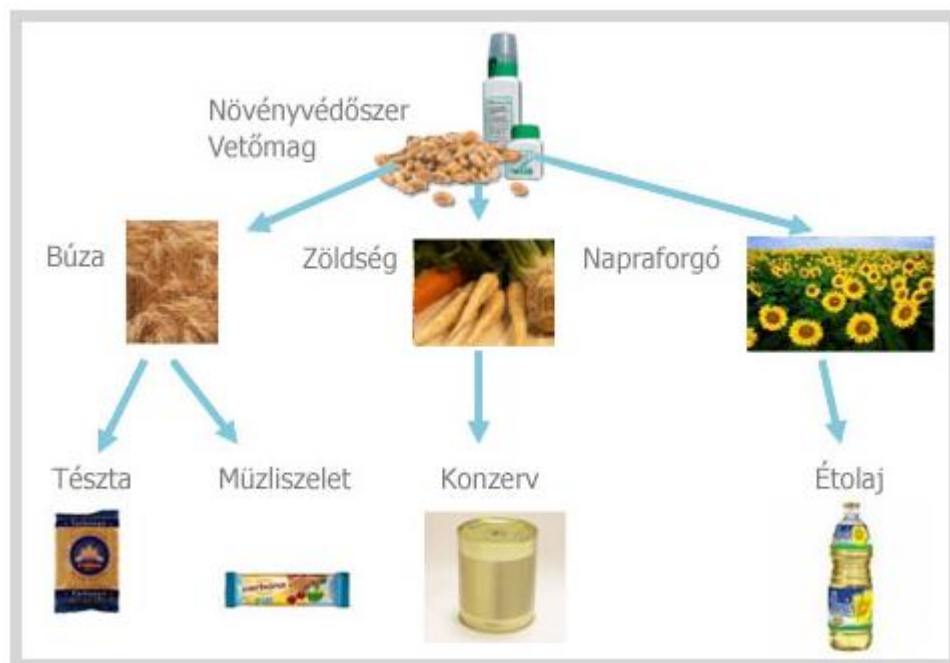 Növényvédőszer
Vetőmag
Búza
Zöldség
Napraforgó
Tészta
Müzliszelet
Konzerv
Étolaj